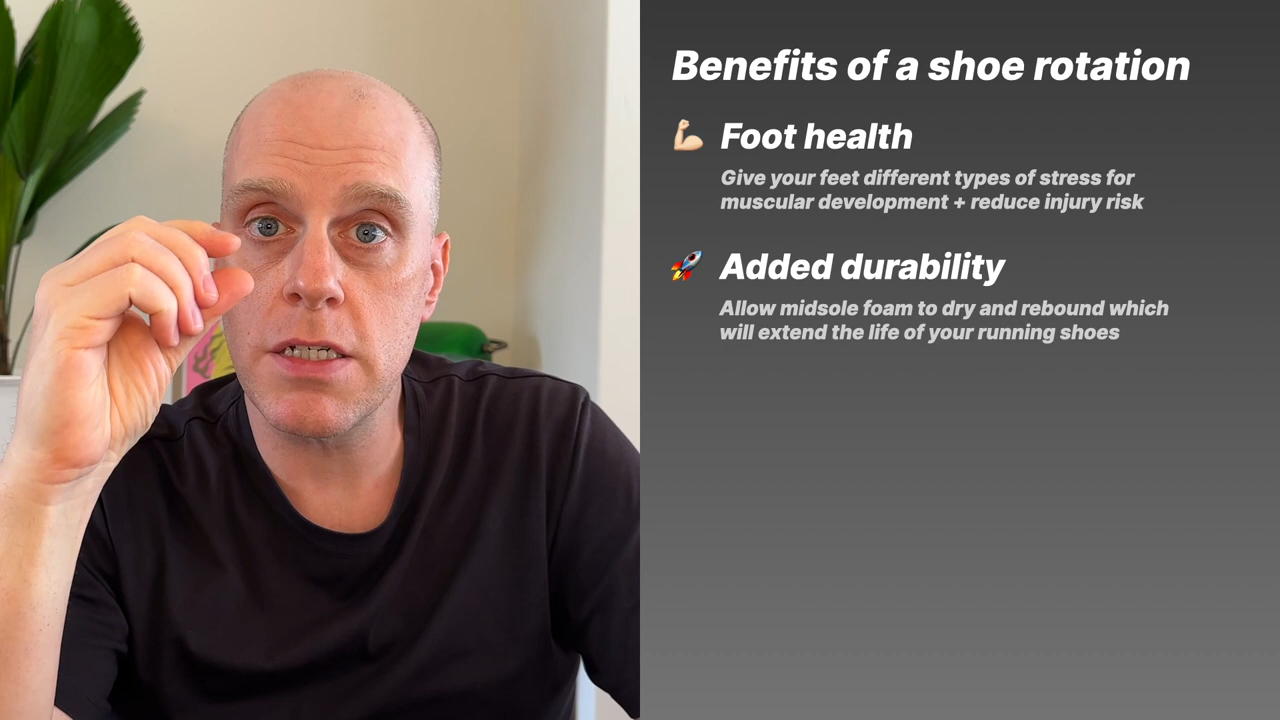 Benefits of a shoe rotation
💪🏼 Foot health
Give your feet different types of stress for
muscular development + reduce injury risk
🚀 Added durability
Allow midsole foam to dry and rebound which
will extend the life of your running shoes